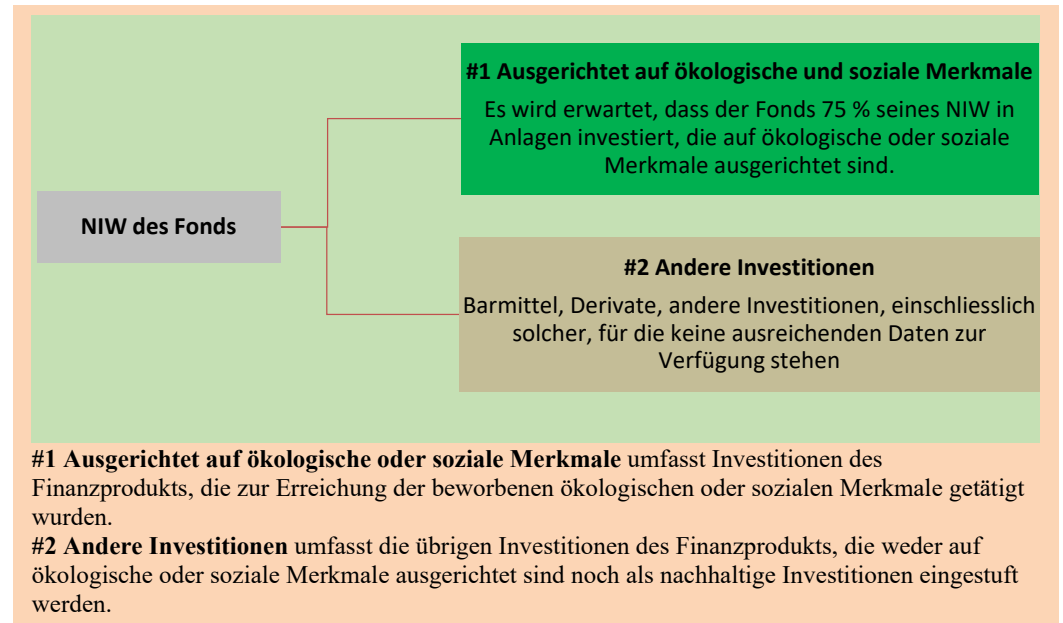 #1 Ausgerichtet auf ökologische und soziale Merkmale
Es wird erwartet, dass der Fonds 75 % seines NIW in
Anlagen investiert, die auf ökologische oder soziale
Merkmale ausgerichtet sind.
NIW des Fonds
#2 Andere Investitionen
Barmittel, Derivate, andere Investitionen, einschliesslich
solcher, für die keine ausreichenden Daten zur
Verfügung stehen
#1 Ausgerichtet auf ökologische oder soziale Merkmale umfasst Investitionen des
Finanzprodukts, die zur Erreichung der beworbenen ökologischen oder sozialen Merkmale getätigt
wurden.
#2 Andere Investitionen umfasst die übrigen Investitionen des Finanzprodukts, die weder auf
ökologische oder soziale Merkmale ausgerichtet sind noch als nachhaltige Investitionen eingestuft
werden.